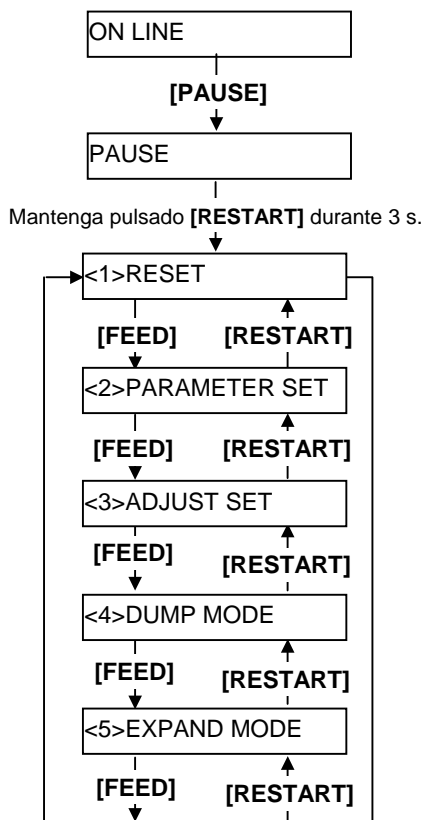 ON LINE
[PAUSE]
PAUSE
Mantenga pulsado [RESTART] durante 3 s.
<1>RESET
[FEED] [RESTART]
<2>PARAMETER SET
[FEED] [RESTART]
<3>ADJUST SET
[FEED] [RESTART]
<4>DUMP MODE
[FEED] [RESTART]
<5>EXPAND MODE
[FEED] [RESTART]